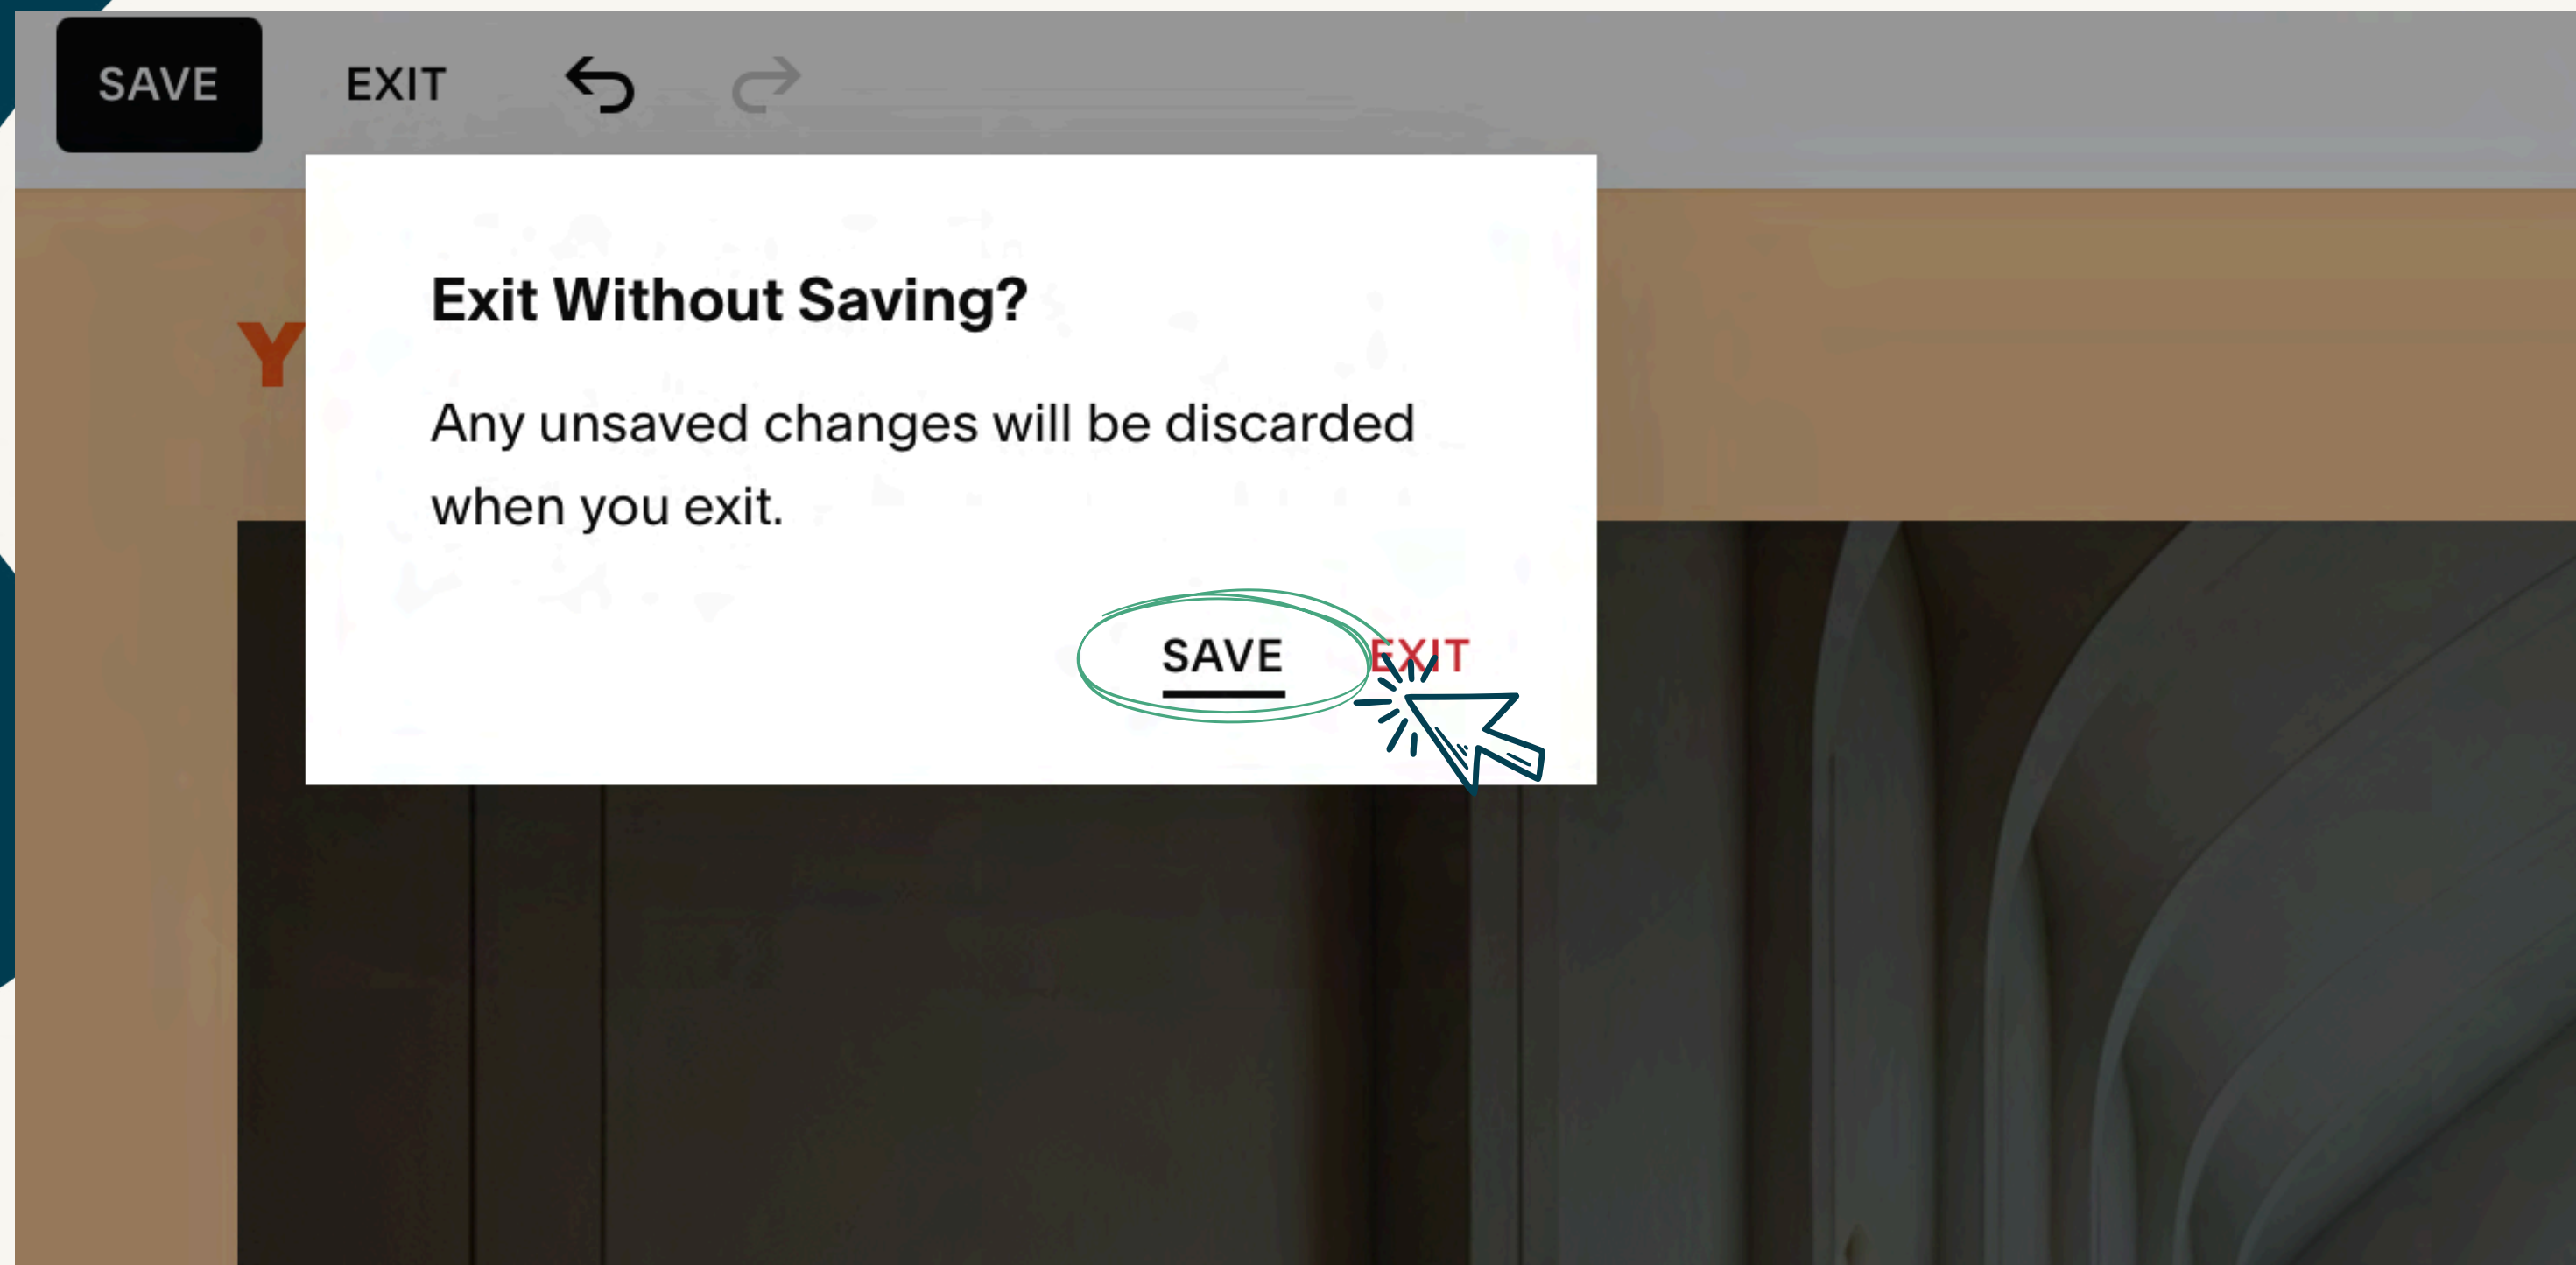 SAVE EXIT
Y
Exit Without Saving?
Any unsaved changes will be discarded
when you exit.
SAVE EXIT